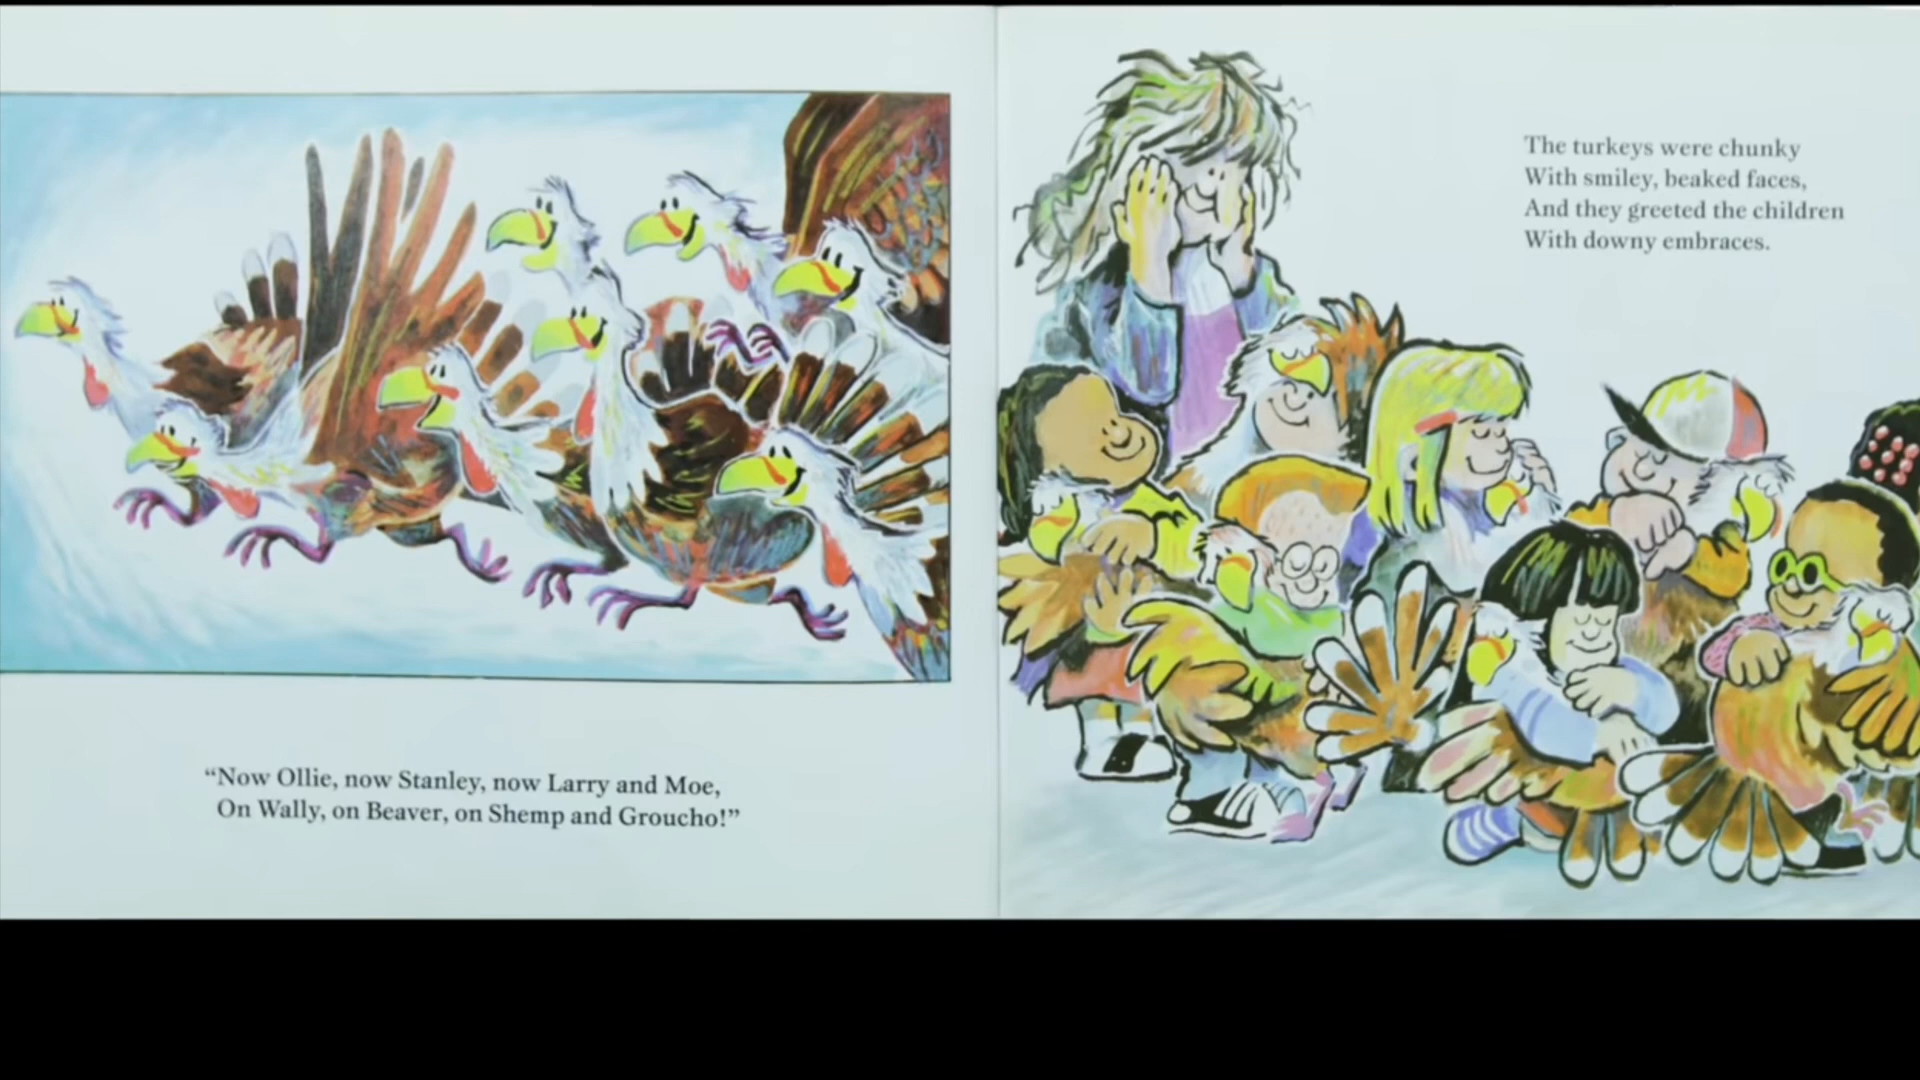 “Now Ollie, now Stanley, now Larry and Moe,
On Wally, on Beaver, on Shemp and Groucho!”
The turkeys were chunky
With smiley, beaked faces,
And they greeted the children
With downy embraces.